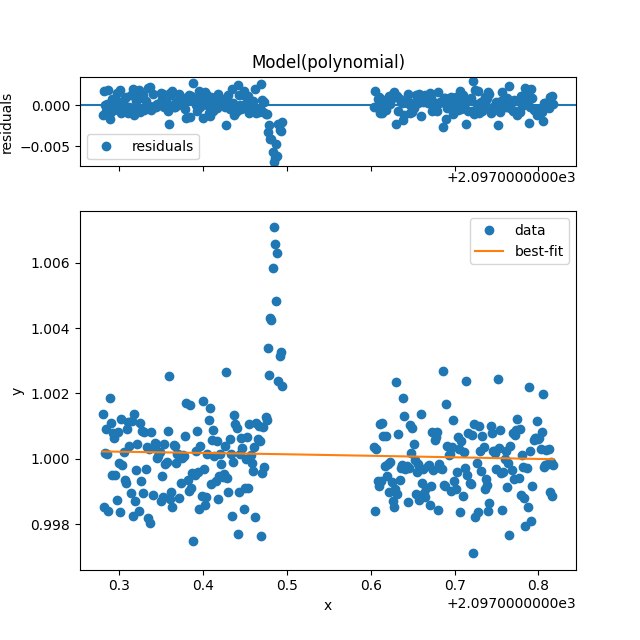 Model(polynomial)
residuals
0.000
−0.005
residuals
+2.0970000000e3
y
1.006
1.004
1.002
1.000
0.998
data
best-fit
0.3
0.4
0.5
0.6
0.7
0.8
x
+2.0970000000e3